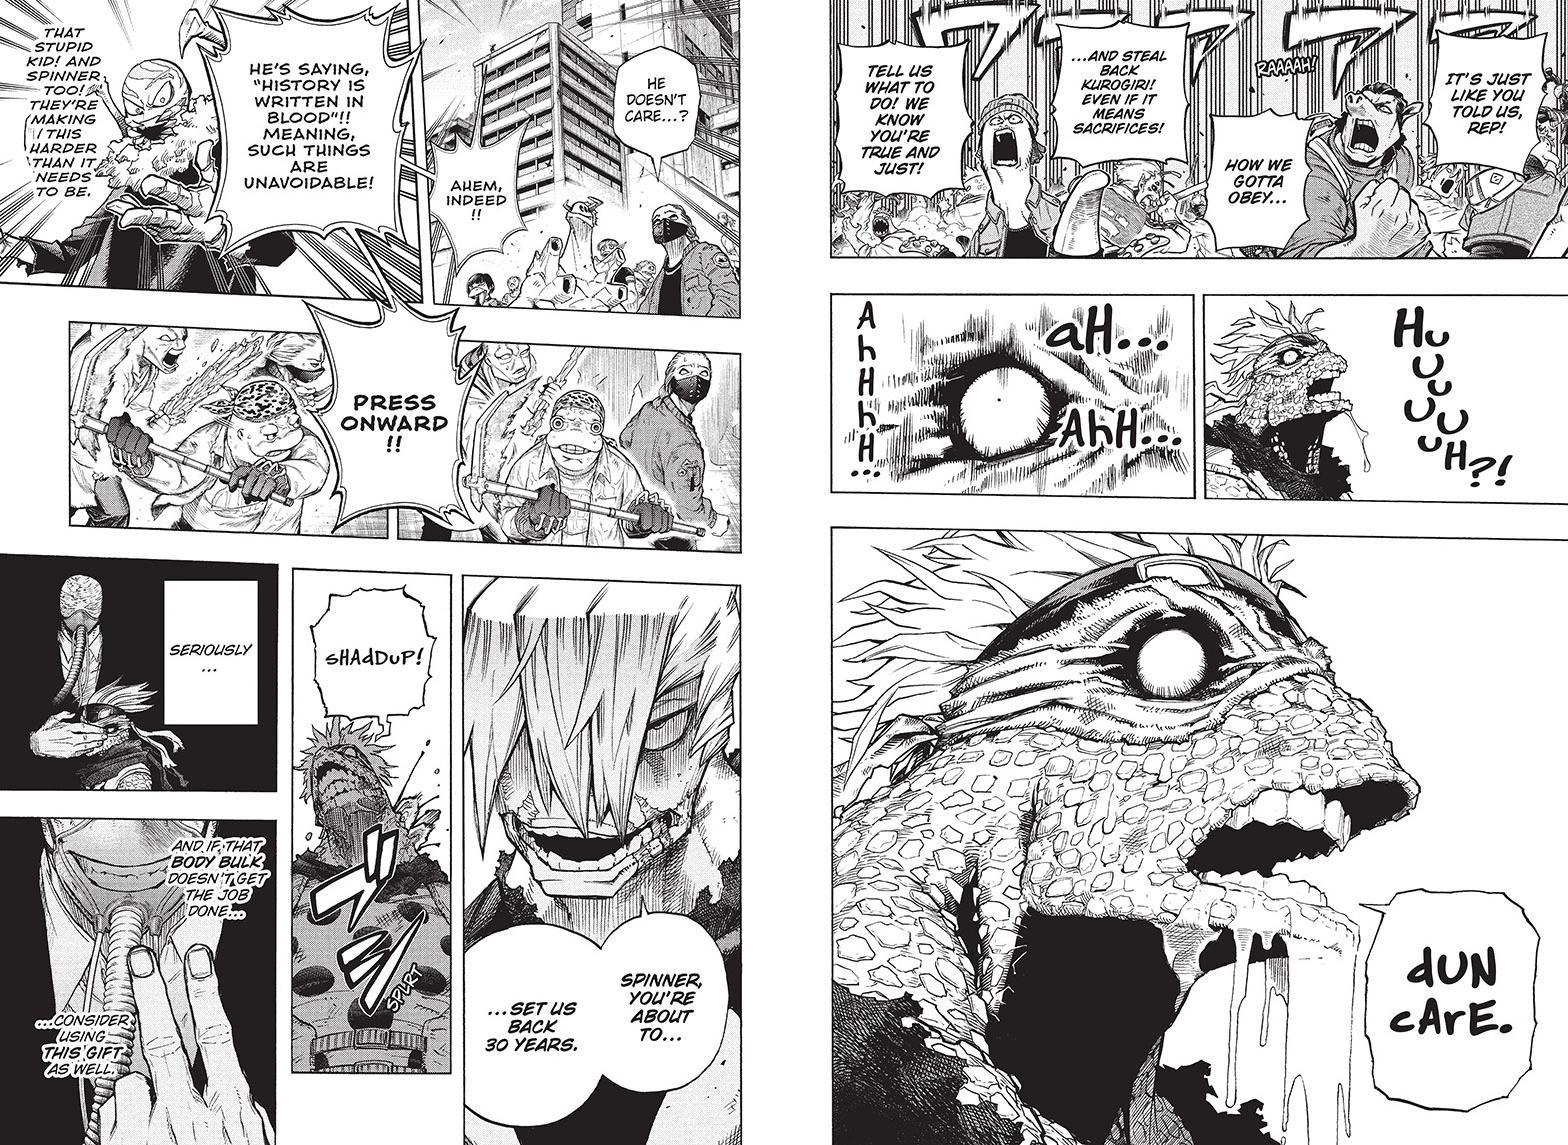 IT'S JUST
LIKE YOU
TOLD US,
REP!
RAAAAH!
HOW WE
GOTTA
OBEY...
...AND STEAL
BACK
KUROGIRI!
EVEN IF IT
MEANS
SACRIFICES!
TELL US
WHAT TO
DO! WE
KNOW
YOU'RE
TRUE AND
JUST!
HUUUUUUH?!
aH...
AhH...
AhHhH...
dUN
cArE.
HE
DOESN'T
CARE...?
AHEM,
INDEED
!!
HE'S SAYING,
"HISTORY IS
WRITTEN IN
BLOOD"!!
MEANING,
SUCH THINGS
ARE
UNAVOIDABLE!
THAT
STUPID
KID! AND
SPINNER
TOO!
THEY'RE
MAKING
THIS
HARDER
THAN IT
NEEDS
TO BE.
PRESS
ONWARD
!!
SPINNER,
YOU'RE
ABOUT
TO...
...SET US
BACK
30 YEARS.
sHAddUP!
SPLRT
SERIOUSLY
...
AND IF THAT
BODY BULK
DOESN'T GET
THE JOB
DONE...
...CONSIDER
USING
THIS GIFT
AS WELL.